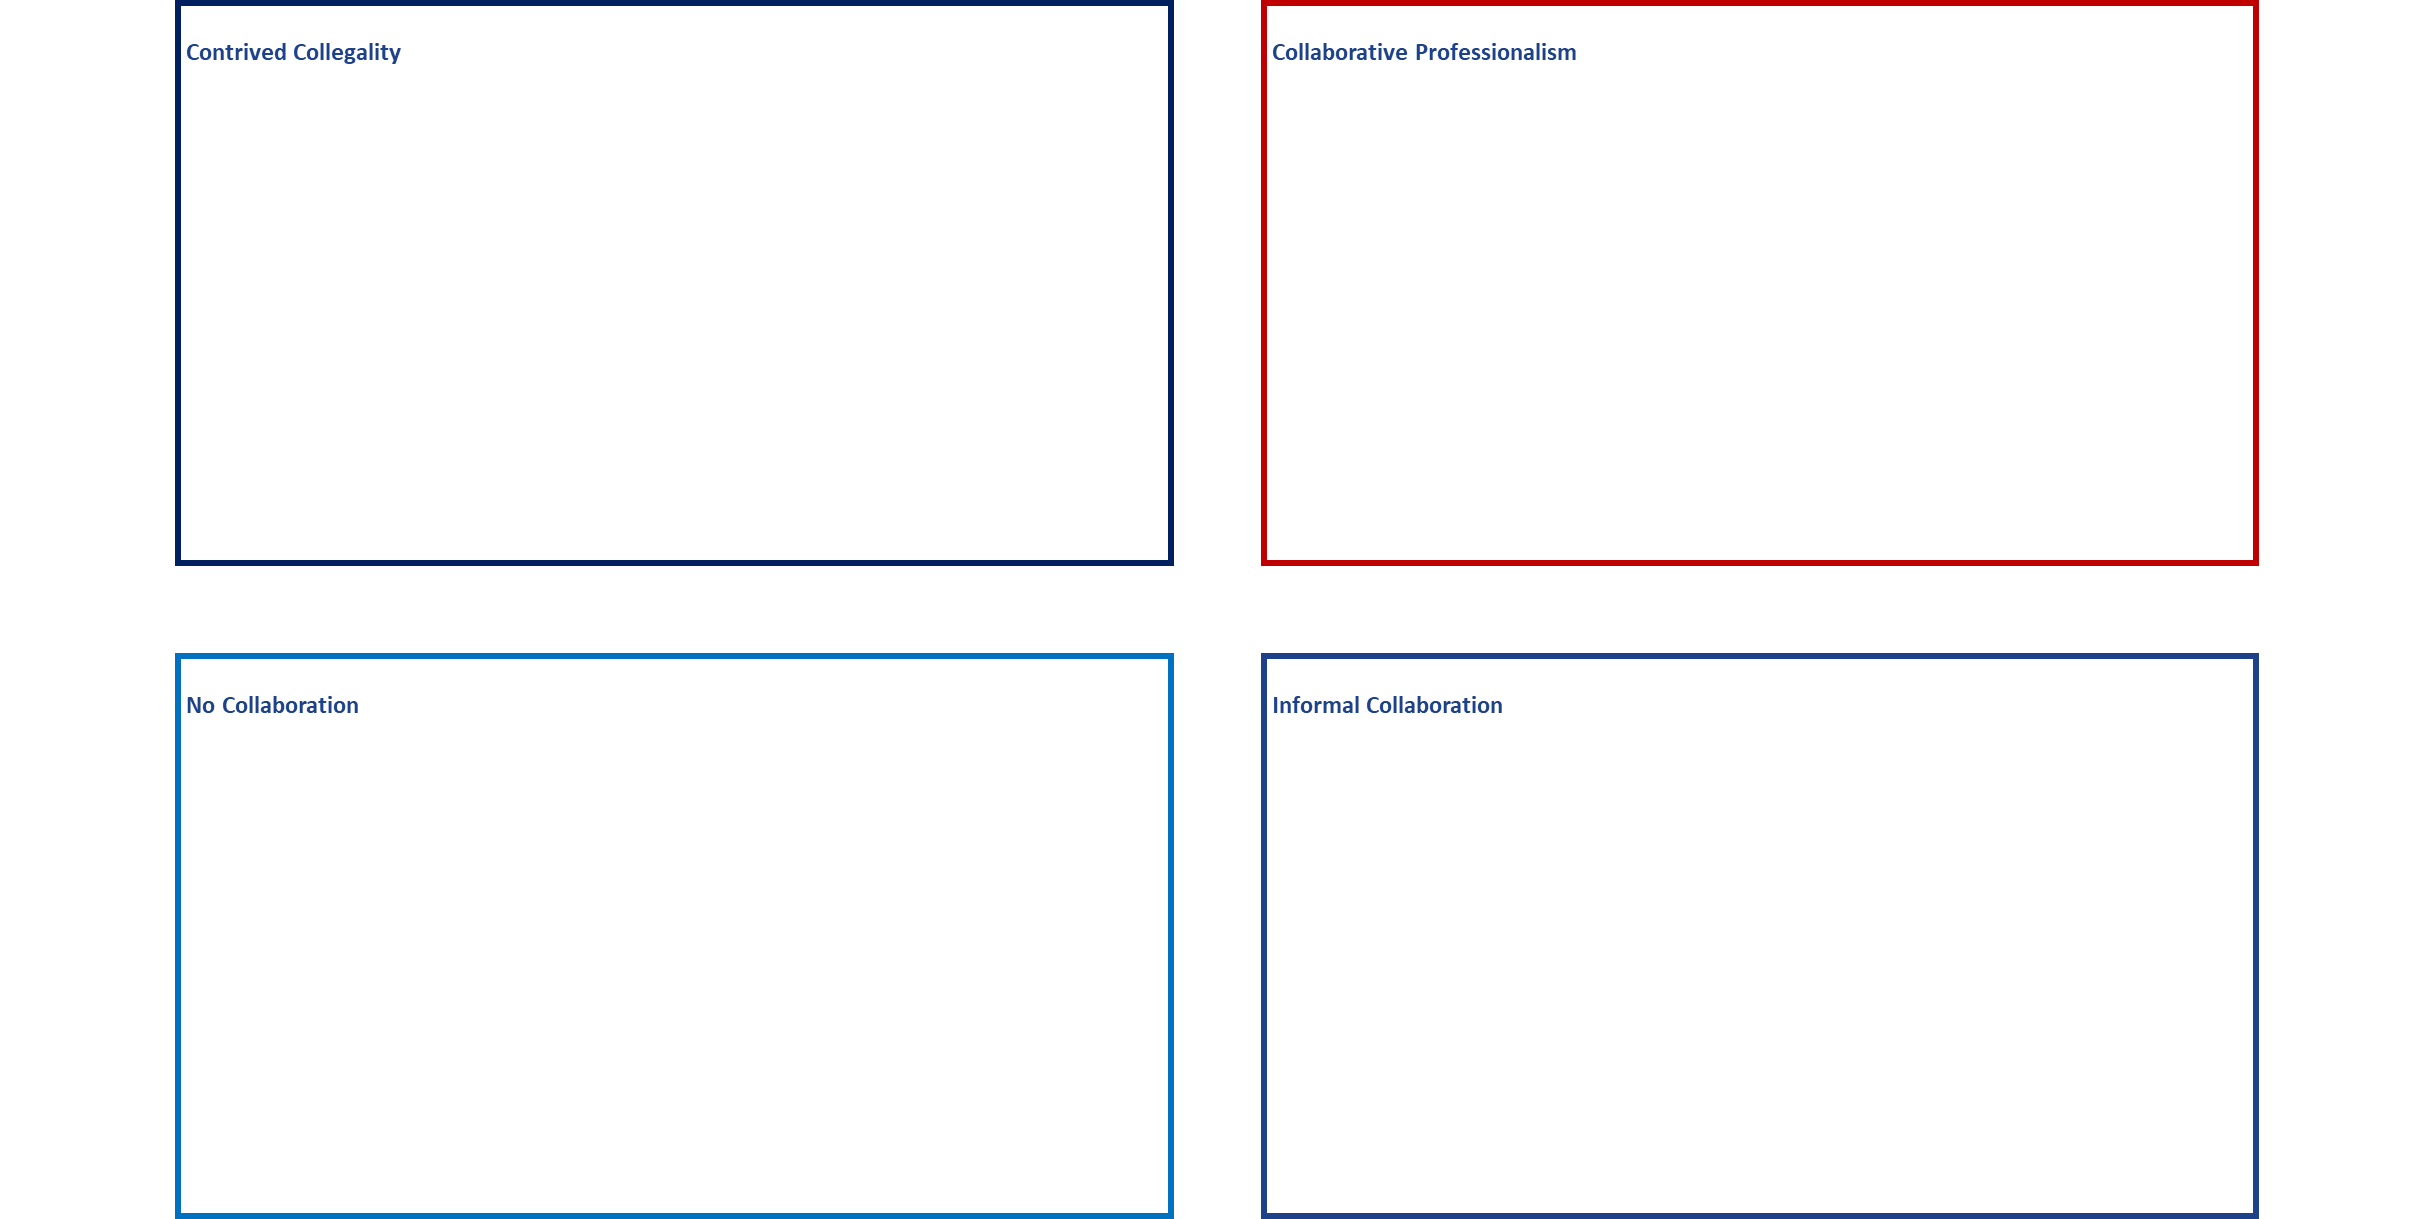 Contrived Collegality
Collaborative Professionalism
No Collaboration
Informal Collaboration